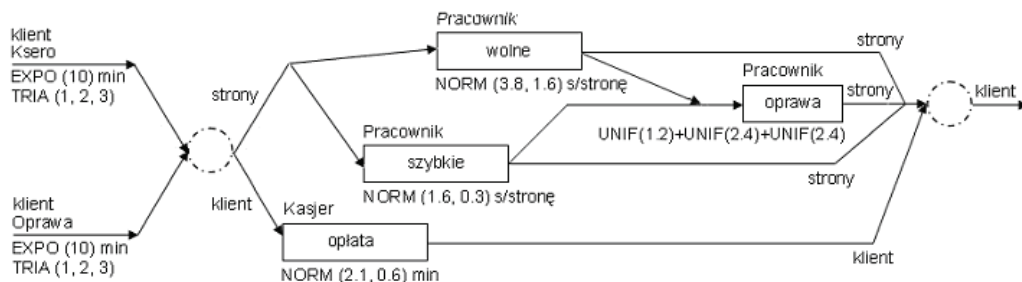 klient
Ksero
EXPO (10) min
TRIA (1, 2, 3)
klient
Oprawa
EXPO (10) min
TRIA (1, 2, 3)
strony
klient
Pracownik
wolne
NORM (3.8, 1.6) s/stronę
Pracownik
szybkie
NORM (1.6, 0.3) s/stronę
Kasjer
opłata
NORM (2.1, 0.6) min
strony
Pracownik
oprawa
strony
UNIF(1.2)+UNIF(2.4)+UNIF(2.4)
strony
klient
klient